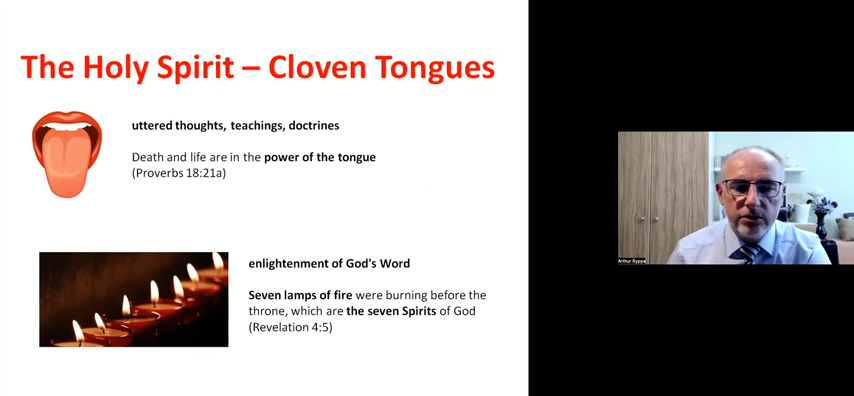 The Holy Spirit – Cloven Tongues
uttered thoughts, teachings, doctrines
Death and life are in the power of the tongue
(Proverbs 18:21a)
enlightenment of God's Word
Seven lamps of fire were burning before the
throne, which are the seven Spirits of God
(Revelation 4:5)
Arthur Ryppa